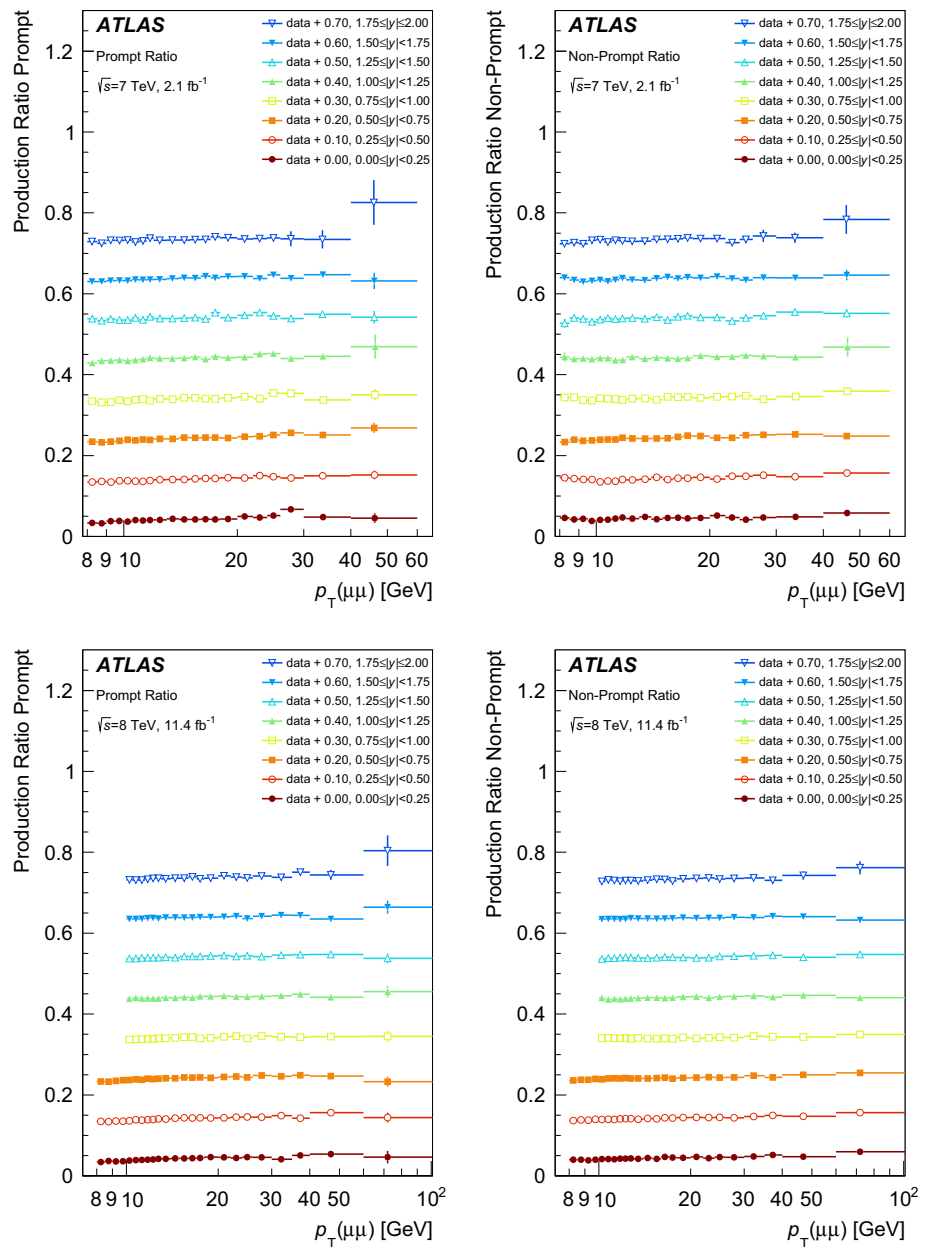 Production Ratio Prompt
ATLAS
Prompt Ratio
√s=7 TeV, 2.1 fb⁻¹
data + 0.70, 1.75≤|y|≤2.00
data + 0.60, 1.50≤|y|<1.75
data + 0.50, 1.25≤|y|<1.50
data + 0.40, 1.00≤|y|<1.25
data + 0.30, 0.75≤|y|<1.00
data + 0.20, 0.50≤|y|<0.75
data + 0.10, 0.25≤|y|<0.50
data + 0.00, 0.00≤|y|<0.25
1.2
1
0.8
0.6
0.4
0.2
0
8 9 10 20 30 40 50 60
p_T(μμ) [GeV]
Production Ratio Non-Prompt
ATLAS
Non-Prompt Ratio
√s=7 TeV, 2.1 fb⁻¹
data + 0.70, 1.75≤|y|≤2.00
data + 0.60, 1.50≤|y|<1.75
data + 0.50, 1.25≤|y|<1.50
data + 0.40, 1.00≤|y|<1.25
data + 0.30, 0.75≤|y|<1.00
data + 0.20, 0.50≤|y|<0.75
data + 0.10, 0.25≤|y|<0.50
data + 0.00, 0.00≤|y|<0.25
1.2
1
0.8
0.6
0.4
0.2
0
8 9 10 20 30 40 50 60
p_T(μμ) [GeV]
Production Ratio Prompt
ATLAS
Prompt Ratio
√s=8 TeV, 11.4 fb⁻¹
data + 0.70, 1.75≤|y|≤2.00
data + 0.60, 1.50≤|y|<1.75
data + 0.50, 1.25≤|y|<1.50
data + 0.40, 1.00≤|y|<1.25
data + 0.30, 0.75≤|y|<1.00
data + 0.20, 0.50≤|y|<0.75
data + 0.10, 0.25≤|y|<0.50
data + 0.00, 0.00≤|y|<0.25
1.2
1
0.8
0.6
0.4
0.2
0
8 9 10 20 30 40 50 10²
p_T(μμ) [GeV]
Production Ratio Non-Prompt
ATLAS
Non-Prompt Ratio
√s=8 TeV, 11.4 fb⁻¹
data + 0.70, 1.75≤|y|≤2.00
data + 0.60, 1.50≤|y|<1.75
data + 0.50, 1.25≤|y|<1.50
data + 0.40, 1.00≤|y|<1.25
data + 0.30, 0.75≤|y|<1.00
data + 0.20, 0.50≤|y|<0.75
data + 0.10, 0.25≤|y|<0.50
data + 0.00, 0.00≤|y|<0.25
1.2
1
0.8
0.6
0.4
0.2
0
8 9 10 20 30 40 50 10²
p_T(μμ) [GeV]